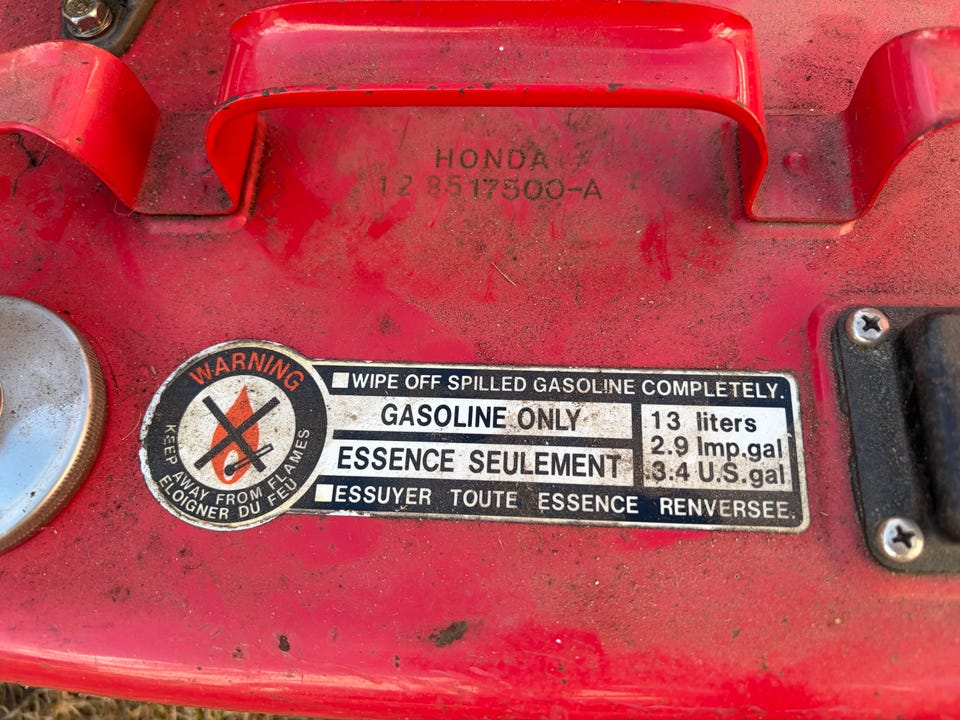 HONDA
12 8517500-A
WARNING
KEEP AWAY FROM FLAMES
ELOIGNER DU FEU
WIPE OFF SPILLED GASOLINE COMPLETELY.
GASOLINE ONLY
ESSENCE SEULEMENT
13 liters
2.9 Imp.gal
3.4 U.S.gal
ESSUYER TOUTE ESSENCE RENVERSEE.